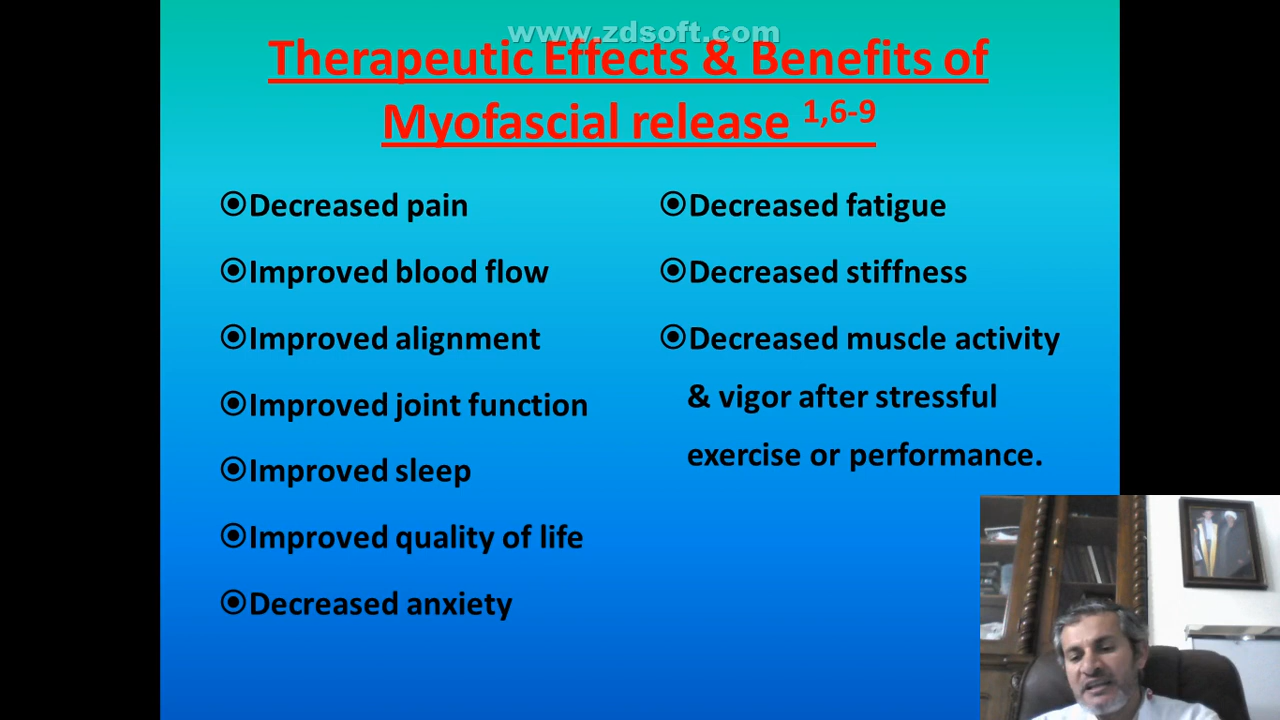 www.zdsoft.com
Therapeutic Effects & Benefits of
Myofascial release 1,6-9
⦿Decreased pain
⦿Improved blood flow
⦿Improved alignment
⦿Improved joint function
⦿Improved sleep
⦿Improved quality of life
⦿Decreased anxiety
⦿Decreased fatigue
⦿Decreased stiffness
⦿Decreased muscle activity
& vigor after stressful
exercise or performance.